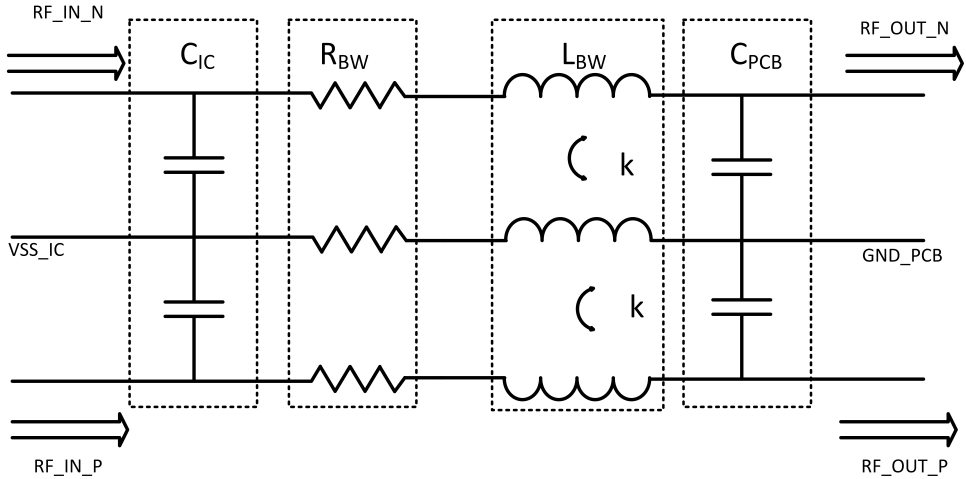 RF_IN_N
RF_OUT_N
C_IC
R_BW
L_BW
C_PCB
k
VSS_IC
GND_PCB
k
RF_IN_P
RF_OUT_P